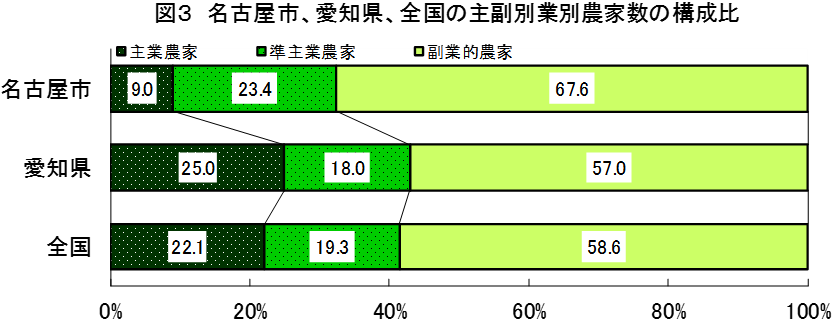 図3 名古屋市、愛知県、全国の主副別業別農家数の構成比
主業農家 準主業農家 副業的農家
名古屋市 9.0 23.4 67.6
愛知県 25.0 18.0 57.0
全国 22.1 19.3 58.6
0% 20% 40% 60% 80% 100%